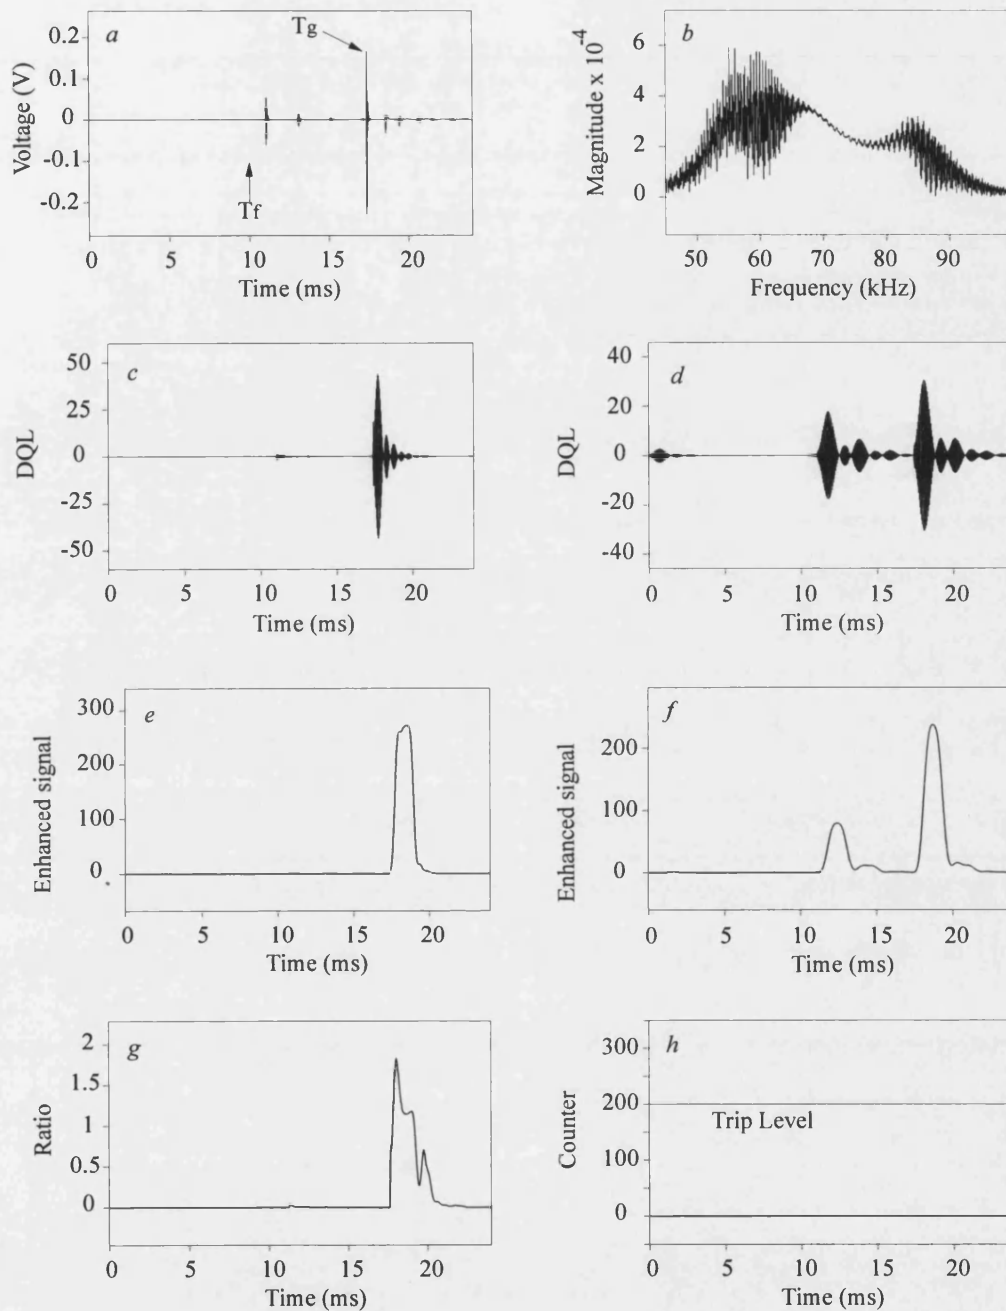 a
Tg
Tf
0.2
0.1
0
-0.1
-0.2
Voltage (V)
0 5 10 15 20
Time (ms)
b
6
4
2
0
Magnitude x 10-4
50 60 70 80 90
Frequency (kHz)
c
50
25
0
-25
-50
DQL
0 5 10 15 20
Time (ms)
d
40
20
0
-20
-40
DQL
0 5 10 15 20
Time (ms)
e
300
200
100
0
Enhanced signal
0 5 10 15 20
Time (ms)
f
200
100
0
Enhanced signal
0 5 10 15 20
Time (ms)
g
2
1.5
1
0.5
0
Ratio
0 5 10 15 20
Time (ms)
h
300
200
100
0
Counter
Trip Level
0 5 10 15 20
Time (ms)